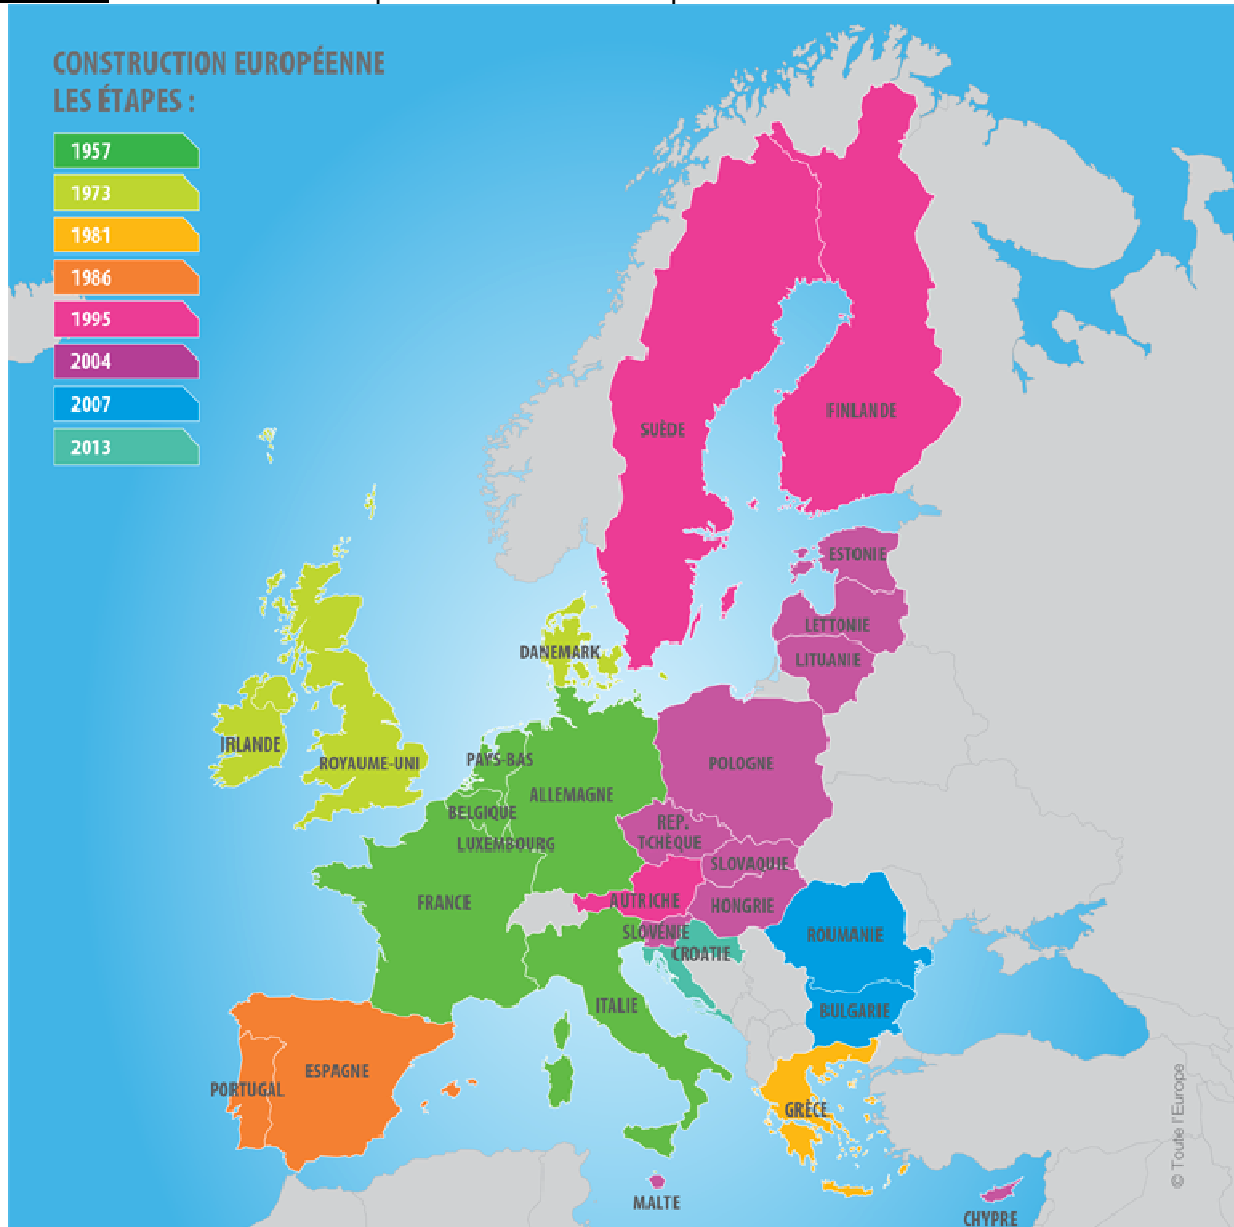 CONSTRUCTION EUROPÉENNE
LES ÉTAPES :
1957
1973
1981
1986
1995
2004
2007
2013
SUÈDE
FINLANDE
ESTONIE
LETTONIE
LITUANIE
DANEMARK
IRLANDE
ROYAUME-UNI
PAYS-BAS
BELGIQUE
LUXEMBOURG
ALLEMAGNE
POLOGNE
REP.
TCHÈQUE
SLOVAQUIE
FRANCE
AUTRICHE
HONGRIE
SLOVÉNIE
CROATIE
ROUMANIE
BULGARIE
ITALIE
ESPAGNE
PORTUGAL
GRÈCE
MALTE
CHYPRE
© Toute l'Europe